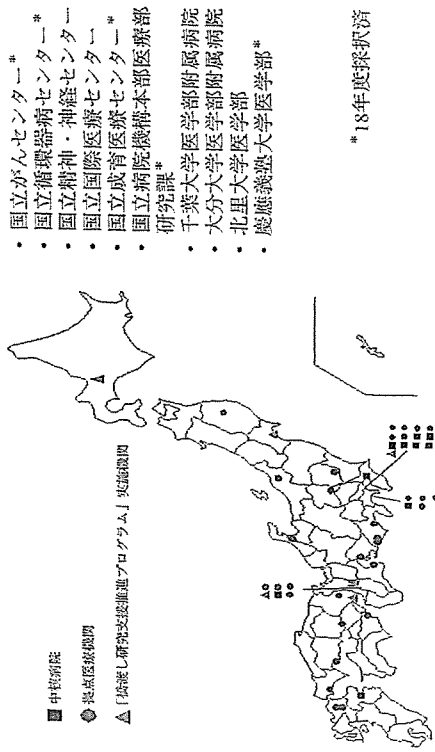 ・国立がんセンター*
・国立循環器病センター*
・国立精神・神経センター
・国立国際医療センター
・国立成育医療センター*
・国立病院機構本部医療部
研究課*
・千葉大学医学部附属病院
・大分大学医学部附属病院
・北里大学医学部
・慶應義塾大学医学部*
*18年度採択済
■ 中核病院
● 拠点医療機関
△ 「橋渡し研究支援推進プログラム」実施機関